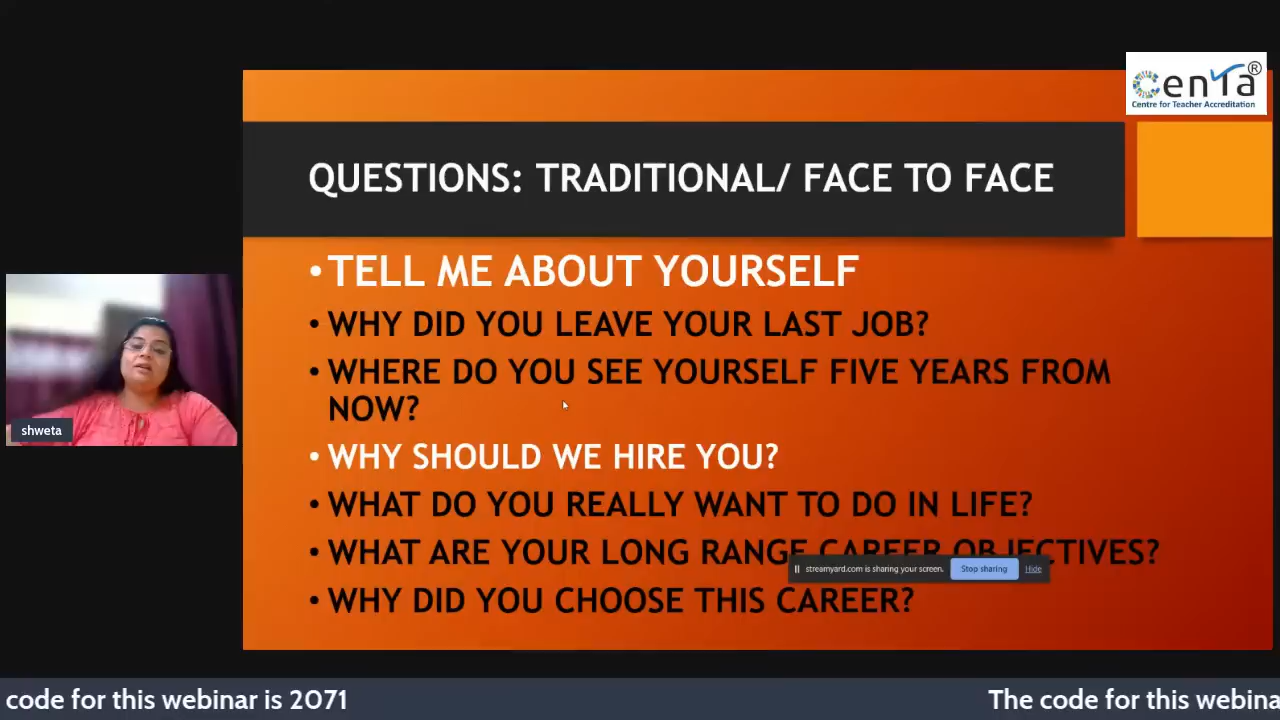 cenTa®
Centre for Teacher Accreditation
QUESTIONS: TRADITIONAL/ FACE TO FACE
•TELL ME ABOUT YOURSELF
• WHY DID YOU LEAVE YOUR LAST JOB?
• WHERE DO YOU SEE YOURSELF FIVE YEARS FROM
NOW?
• WHY SHOULD WE HIRE YOU?
• WHAT DO YOU REALLY WANT TO DO IN LIFE?
• WHAT ARE YOUR LONG RANGE CAREER OBJECTIVES?
streamyard.com is sharing your screen. Stop sharing Hide
• WHY DID YOU CHOOSE THIS CAREER?
shweta
code for this webinar is 2071 The code for this webina